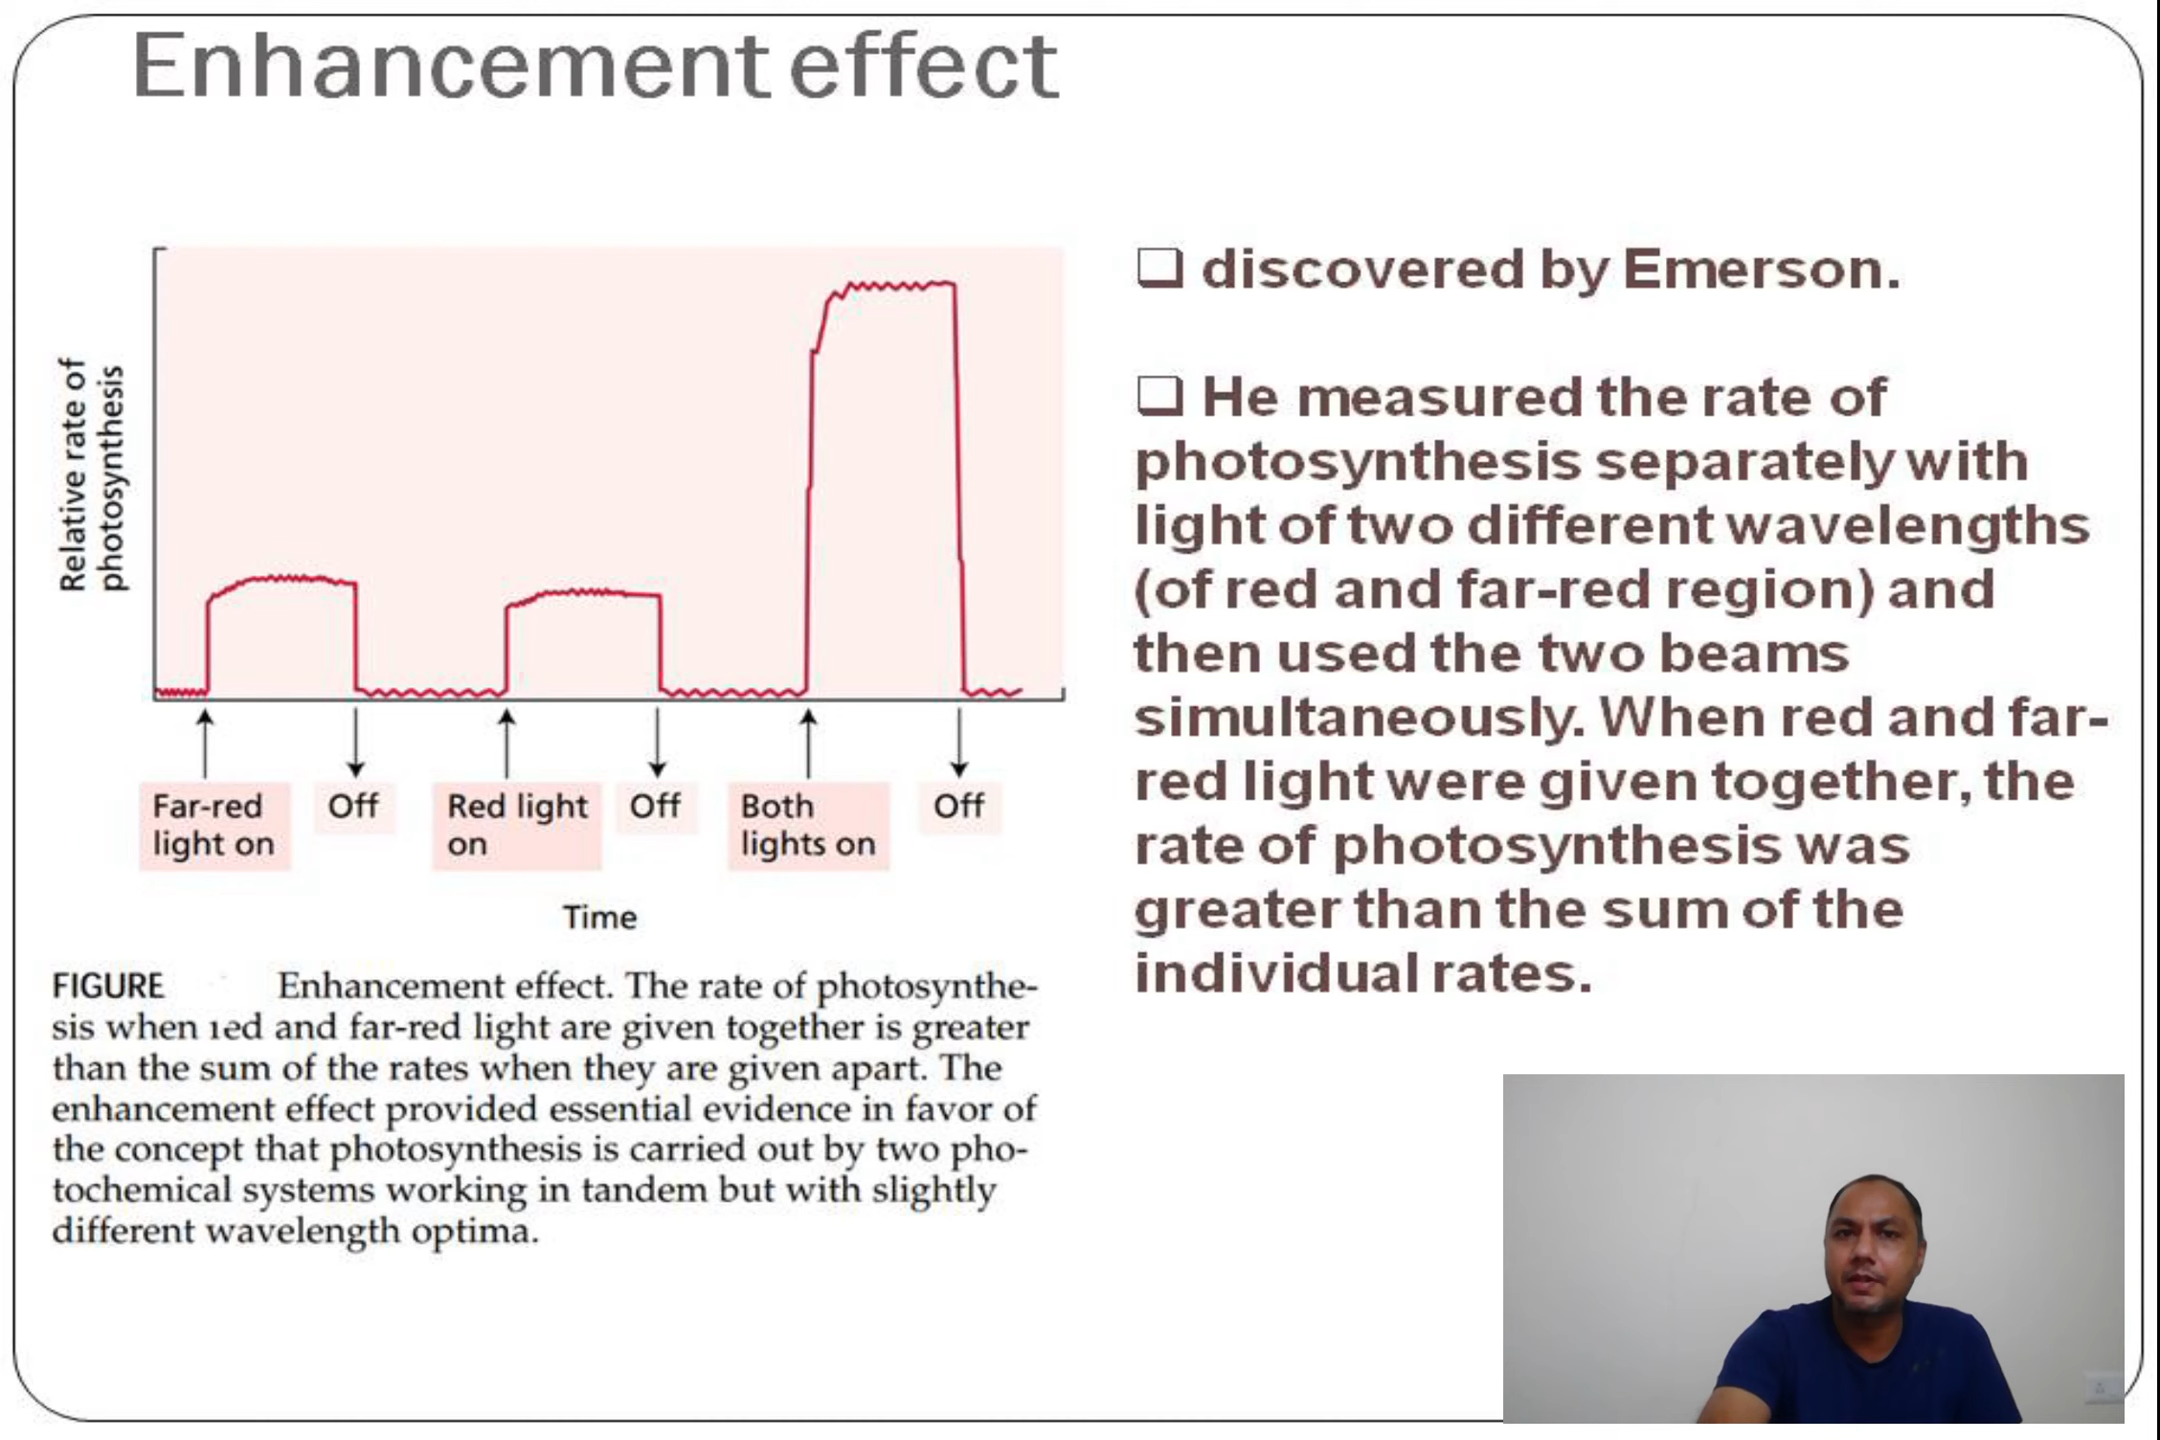 Enhancement effect
Relative rate of
photosynthesis
Far-red
light on
Off
Red light
on
Off
Both
lights on
Off
Time
FIGURE Enhancement effect. The rate of photosynthe-
sis when red and far-red light are given together is greater
than the sum of the rates when they are given apart. The
enhancement effect provided essential evidence in favor of
the concept that photosynthesis is carried out by two pho-
tochemical systems working in tandem but with slightly
different wavelength optima.
❑ discovered by Emerson.
❑ He measured the rate of
photosynthesis separately with
light of two different wavelengths
(of red and far-red region) and
then used the two beams
simultaneously. When red and far-
red light were given together, the
rate of photosynthesis was
greater than the sum of the
individual rates.